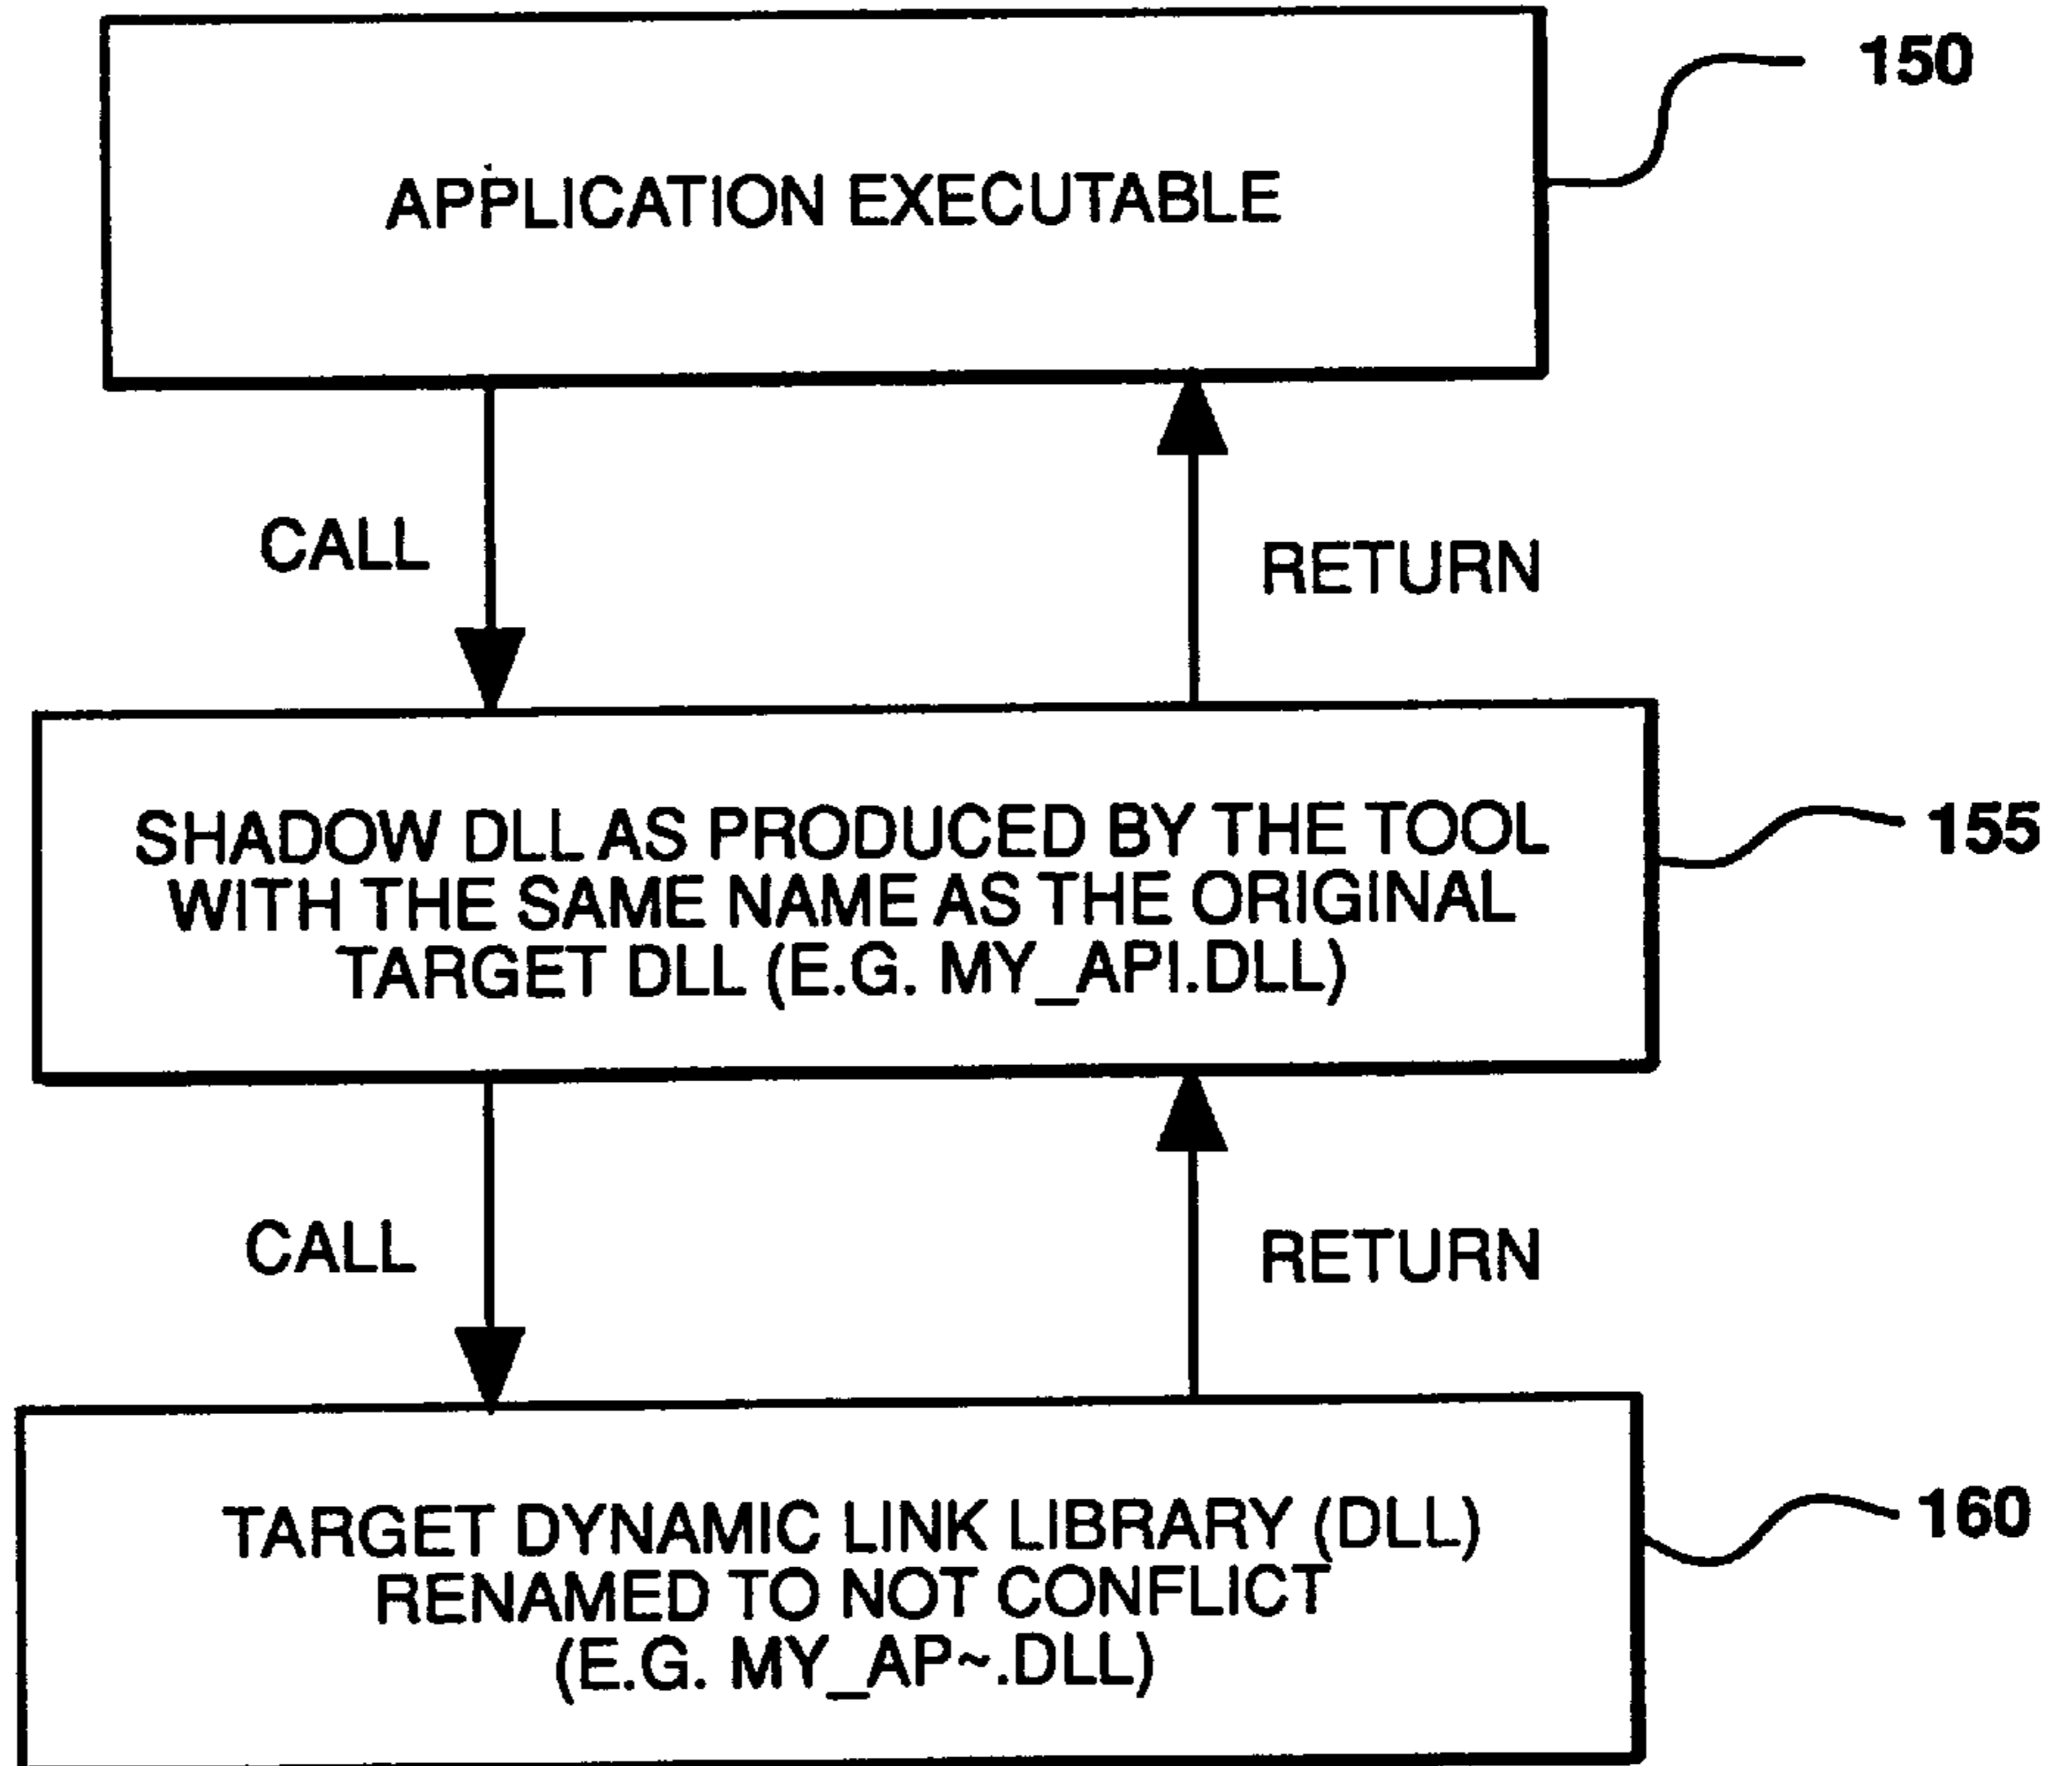 150
APPLICATION EXECUTABLE
CALL
RETURN
SHADOW DLL AS PRODUCED BY THE TOOL
WITH THE SAME NAME AS THE ORIGINAL
TARGET DLL (E.G. MY_API.DLL)
155
CALL
RETURN
TARGET DYNAMIC LINK LIBRARY (DLL)
RENAMED TO NOT CONFLICT
(E.G. MY_AP~.DLL)
160